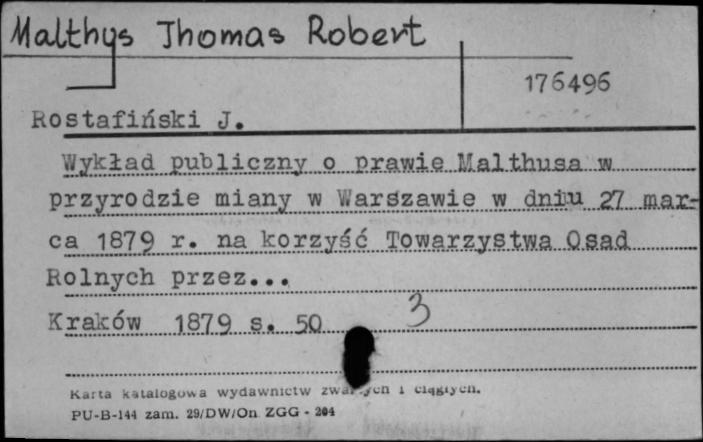 Malthus Thomas Robert
176496
Rostafiński J.
Wykład publiczny o prawie Malthusa w
przyrodzie miany w Warszawie w dniu 27 mar-
ca 1879 r. na korzyść Towarzystwa Osad
Rolnych przez...
Kraków 1879 s. 50 3
Karta katalogowa wydawnictw zwartych i ciągłych.
PU-B-144 zam. 29/DW/On ZGG - 204